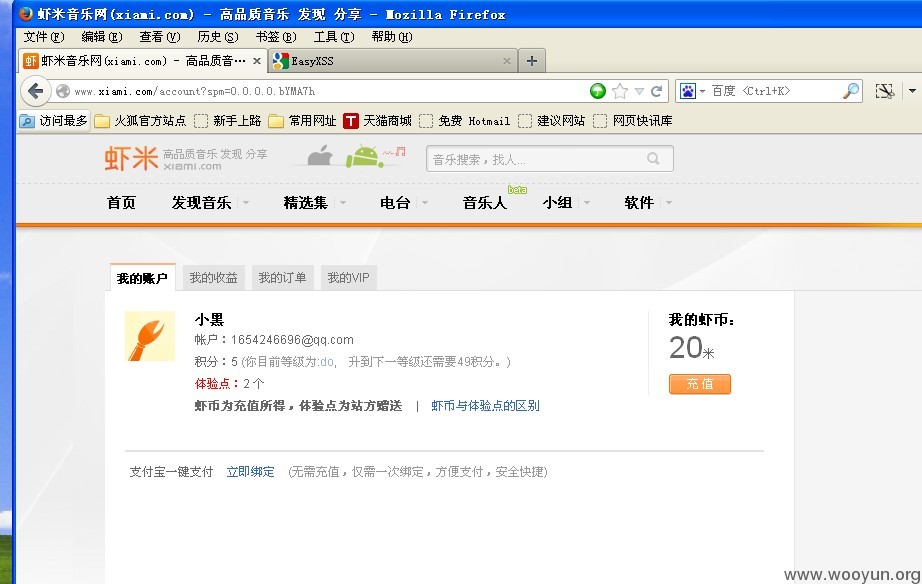 虾米音乐网(xiami.com) - 高品质音乐 发现 分享 - Mozilla Firefox
文件(F) 编辑(E) 查看(V) 历史(S) 书签(B) 工具(T) 帮助(H)
虾米音乐网(xiami.com) - 高品质音… × EasyXSS × +
www.xiami.com/account?spm=0.0.0.0.bYMA7h 百度 <Ctrl+K>
访问最多 火狐官方站点 新手上路 常用网址 天猫商城 免费 Hotmail 建议网站 网页快讯库
虾米 高品质音乐 发现 分享
xiami.com
音乐搜索，找人...
首页 发现音乐 精选集 电台 音乐人 beta 小组 软件
我的账户 我的收益 我的订单 我的VIP
小黑
帐户：1654246696@qq.com
积分：5 (你目前等级为:do, 升到下一等级还需要49积分。)
体验点：2 个
虾币为充值所得，体验点为站方赠送 | 虾币与体验点的区别
我的虾币：
20米
充值
支付宝一键支付 立即绑定 (无需充值，仅需一次绑定，方便支付，安全快捷)
www.wooyun.org